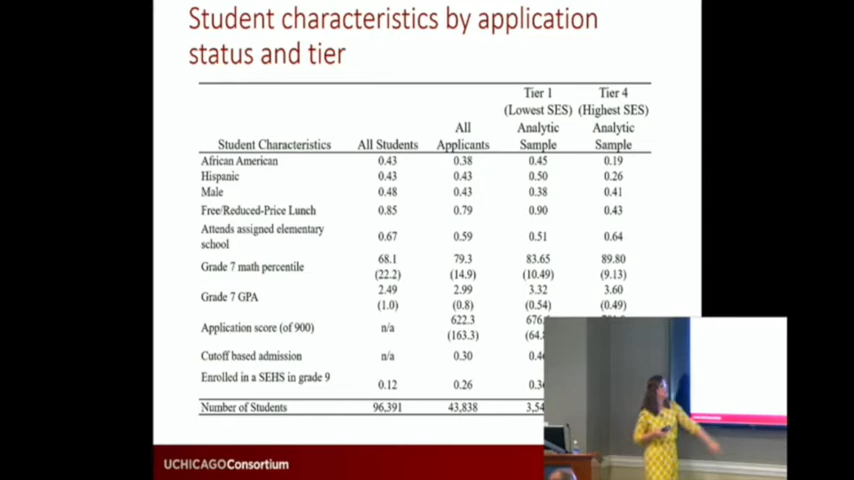 Student characteristics by application
status and tier
Tier 1 Tier 4
(Lowest SES) (Highest SES)
All Analytic Analytic
Student Characteristics All Students Applicants Sample Sample
African American 0.43 0.38 0.45 0.19
Hispanic 0.43 0.43 0.50 0.26
Male 0.48 0.43 0.38 0.41
Free/Reduced-Price Lunch 0.85 0.79 0.90 0.43
Attends assigned elementary
school 0.67 0.59 0.51 0.64
Grade 7 math percentile 68.1 79.3 83.65 89.80
(22.2) (14.9) (10.49) (9.13)
Grade 7 GPA 2.49 2.99 3.32 3.60
(1.0) (0.8) (0.54) (0.49)
Application score (of 900) n/a 622.3 676.
(163.3) (64.
Cutoff based admission n/a 0.30
Enrolled in a SEHS in grade 9 0.12 0.26
Number of Students 96,391 43,838 3,54
UCHICAGOConsortium